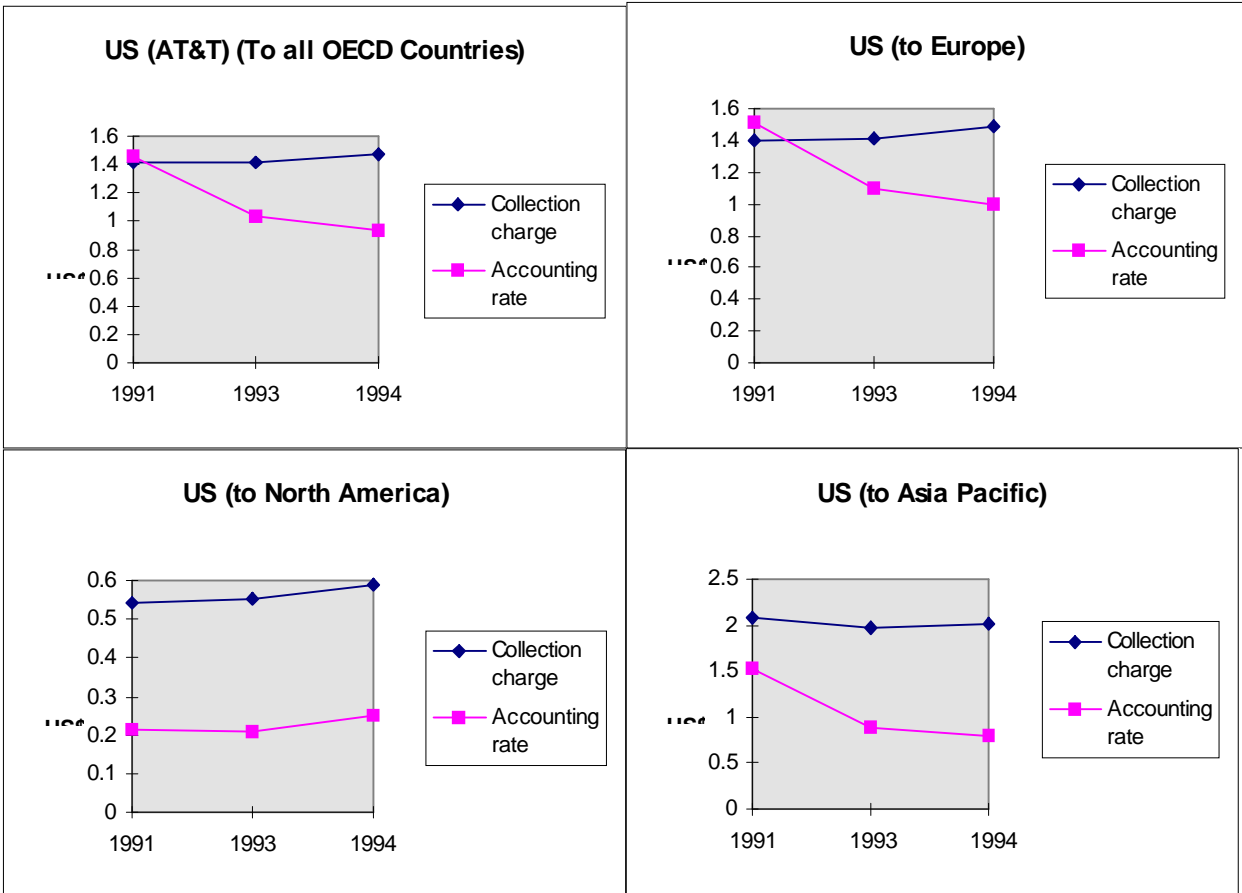 US (AT&T) (To all OECD Countries)
1.6
1.4
1.2
1
0.8
0.6
0.4
0.2
0
1991
1993
1994
Collection
charge
Accounting
rate
US (to Europe)
1.6
1.4
1.2
1
0.8
0.6
0.4
0.2
0
1991
1993
1994
Collection
charge
Accounting
rate
US (to North America)
0.6
0.5
0.4
0.3
0.2
0.1
0
1991
1993
1994
Collection
charge
Accounting
rate
US (to Asia Pacific)
2.5
2
1.5
1
0.5
0
1991
1993
1994
Collection
charge
Accounting
rate